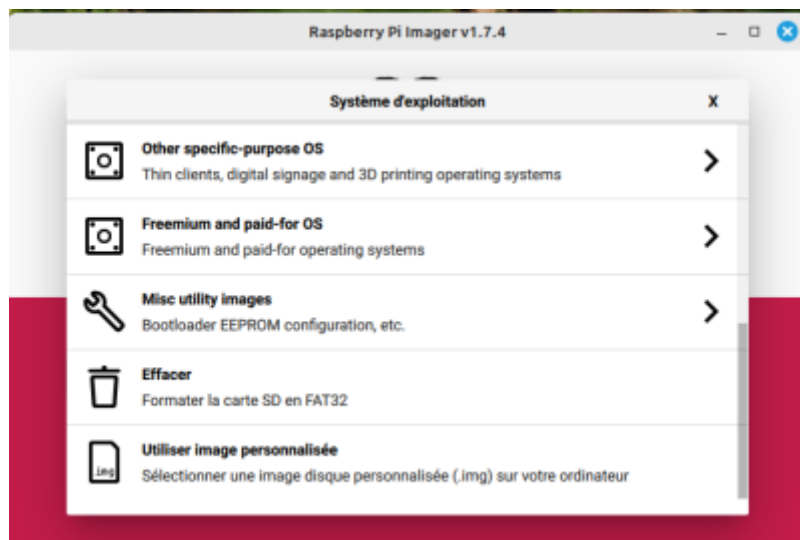 Raspberry Pi Imager v1.7.4
Système d'exploitation
X
Other specific-purpose OS
Thin clients, digital signage and 3D printing operating systems
Freemium and paid-for OS
Freemium and paid-for operating systems
Misc utility images
Bootloader EEPROM configuration, etc.
Effacer
Formater la carte SD en FAT32
.img
Utiliser image personnalisée
Sélectionner une image disque personnalisée (.img) sur votre ordinateur